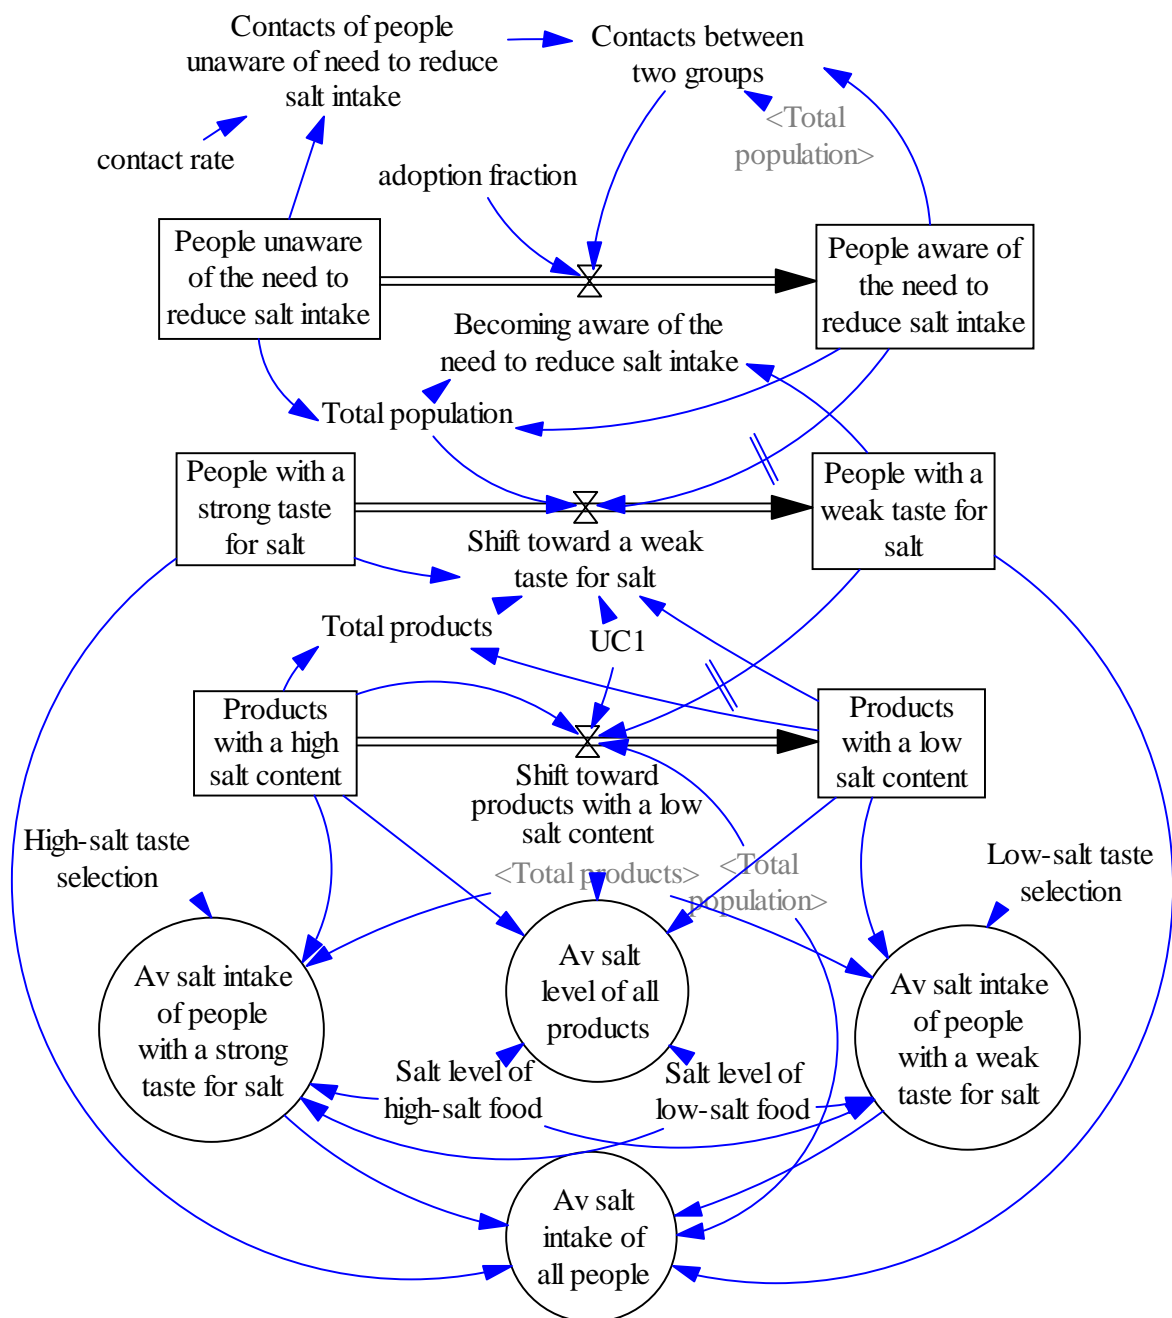 Contacts of people
unaware of need to reduce
salt intake
Contacts between
two groups
<Total
population>
contact rate
adoption fraction
People unaware
of the need to
reduce salt intake
People aware of
the need to
reduce salt intake
Becoming aware of the
need to reduce salt intake
Total population
People with a
strong taste
for salt
People with a
weak taste for
salt
Shift toward a weak
taste for salt
Total products
UC1
Products
with a high
salt content
Products
with a low
salt content
Shift toward
products with a low
salt content
High-salt taste
selection
<Total products>
<Total
population>
Low-salt taste
selection
Av salt intake
of people
with a strong
taste for salt
Av salt
level of all
products
Av salt intake
of people
with a weak
taste for salt
Salt level of
high-salt food
Salt level of
low-salt food
Av salt
intake of
all people